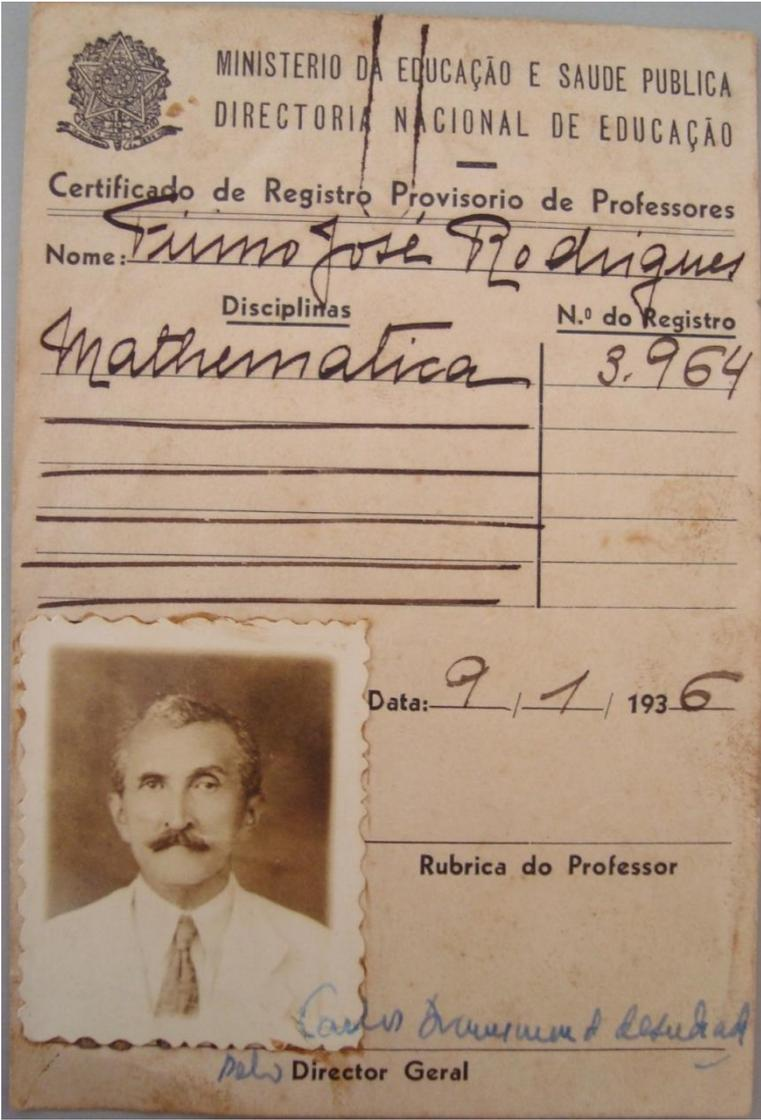 MINISTERIO DA EDUCAÇÃO E SAUDE PUBLICA
DIRECTORIA NACIONAL DE EDUCAÇÃO
Certificado de Registro Provisorio de Professores
Nome: Firmo José Rodrigues
Disciplinas N.º do Registro
Mathematica 3.964
Data: 9/1/1936
Rubrica do Professor
Carlos Drummond de Andrade
pelo Director Geral